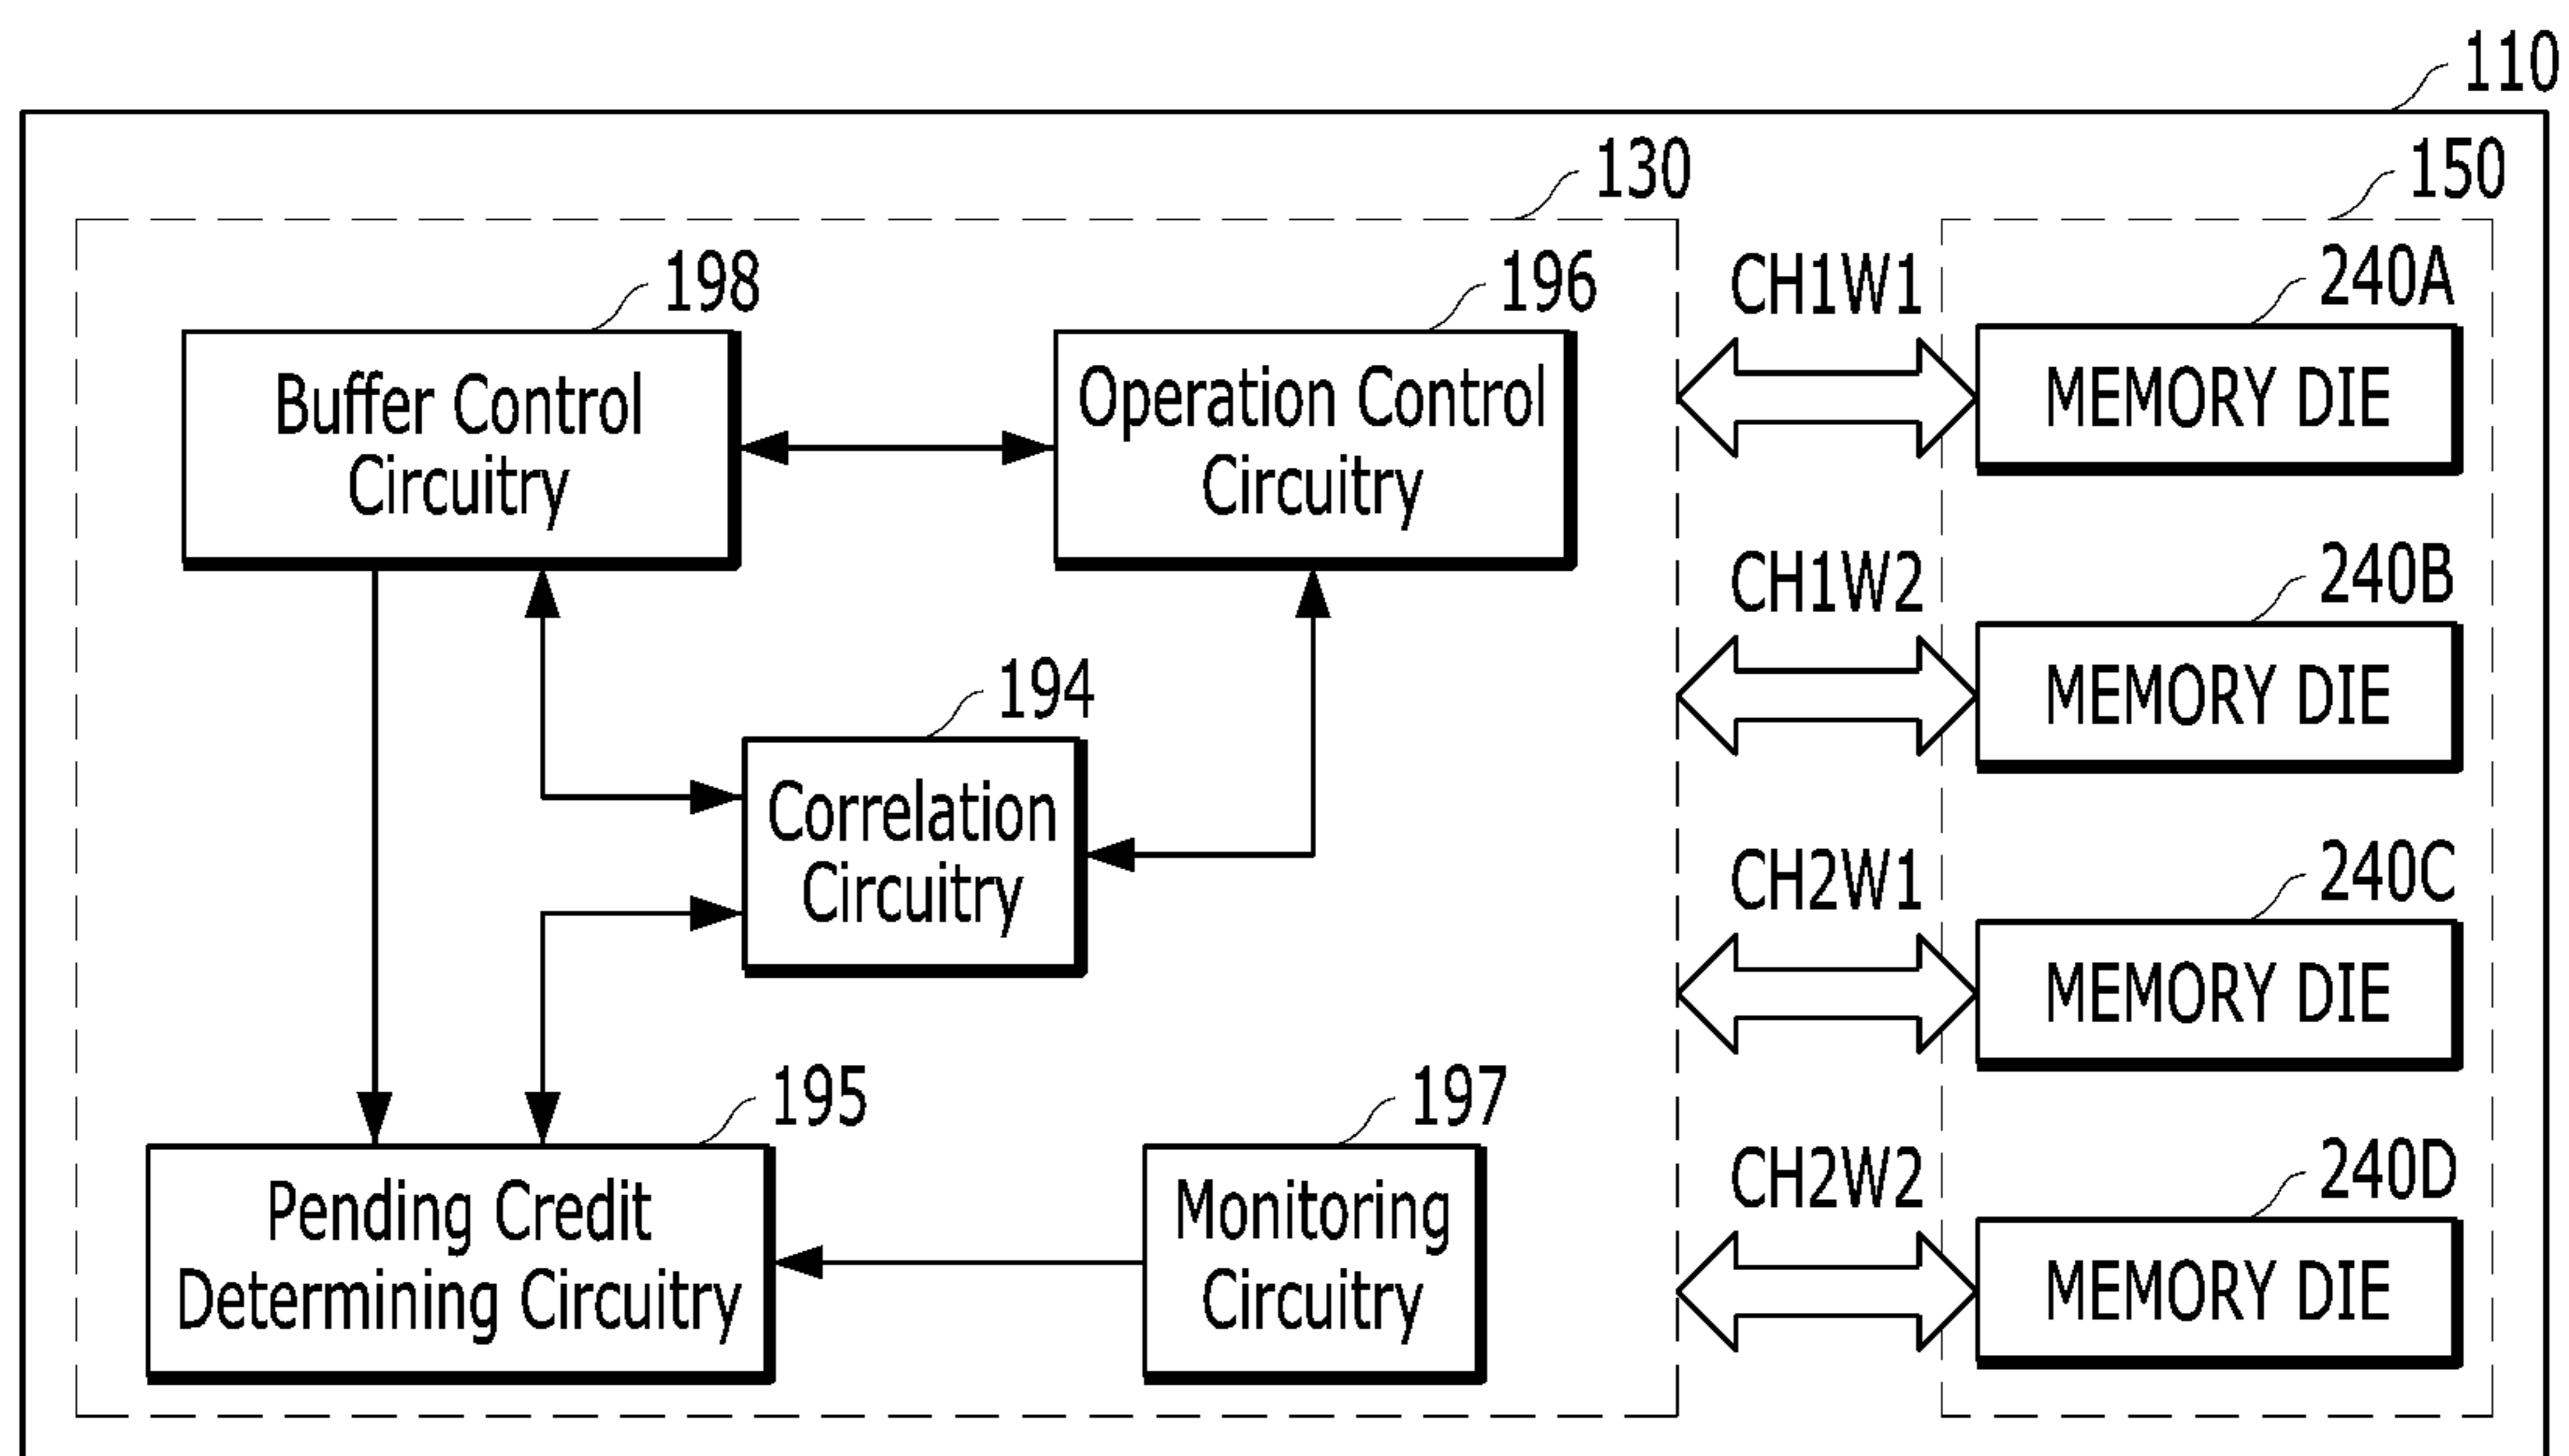 110
130
150
198
196
CH1W1
240A
Buffer Control
Circuitry
Operation Control
Circuitry
MEMORY DIE
CH1W2
240B
MEMORY DIE
194
Correlation
Circuitry
CH2W1
240C
MEMORY DIE
195
197
Pending Credit
Determining Circuitry
Monitoring
Circuitry
CH2W2
240D
MEMORY DIE